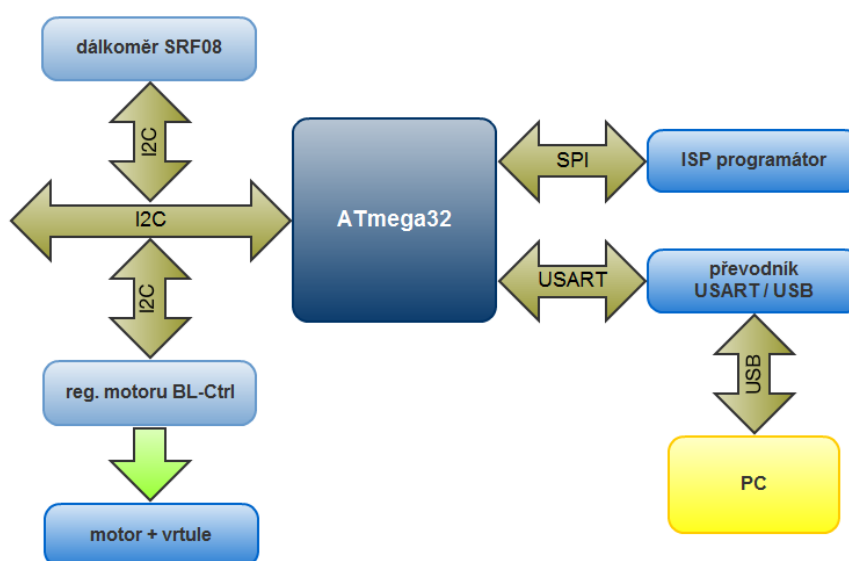 dálkoměr SRF08
I2C
I2C
I2C
reg. motoru BL-Ctrl
motor + vrtule
ATmega32
SPI
ISP programátor
USART
převodník
USART / USB
USB
PC